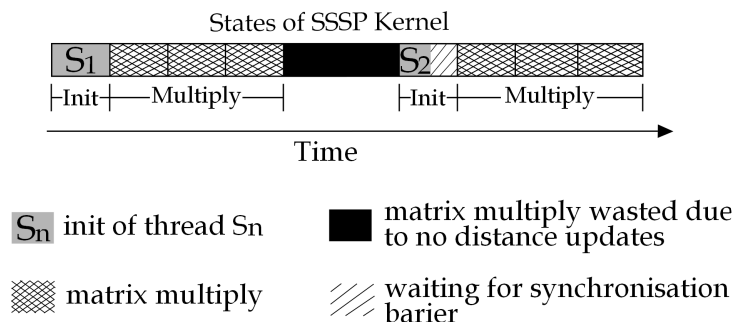 States of SSSP Kernel
S1 S2
Init Multiply Init Multiply
Time
Sn init of thread Sn
matrix multiply wasted due
to no distance updates
matrix multiply
waiting for synchronisation
barier